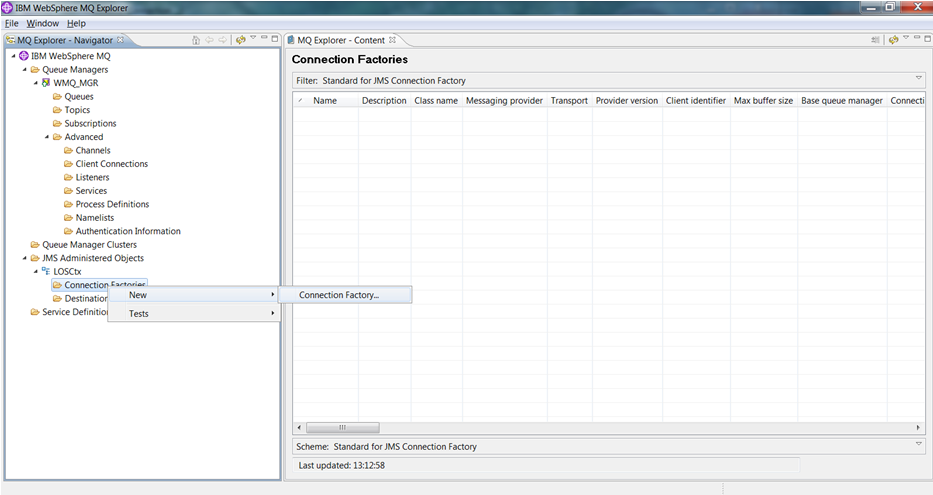 IBM WebSphere MQ Explorer
File Window Help
MQ Explorer - Navigator
IBM WebSphere MQ
Queue Managers
WMQ_MGR
Queues
Topics
Subscriptions
Advanced
Channels
Client Connections
Listeners
Services
Process Definitions
Namelists
Authentication Information
Queue Manager Clusters
JMS Administered Objects
LOSCtx
Connection Factories
Destination
Service Definition
New
Tests
Connection Factory...
MQ Explorer - Content
Connection Factories
Filter: Standard for JMS Connection Factory
Name Description Class name Messaging provider Transport Provider version Client identifier Max buffer size Base queue manager Connecti
Scheme: Standard for JMS Connection Factory
Last updated: 13:12:58